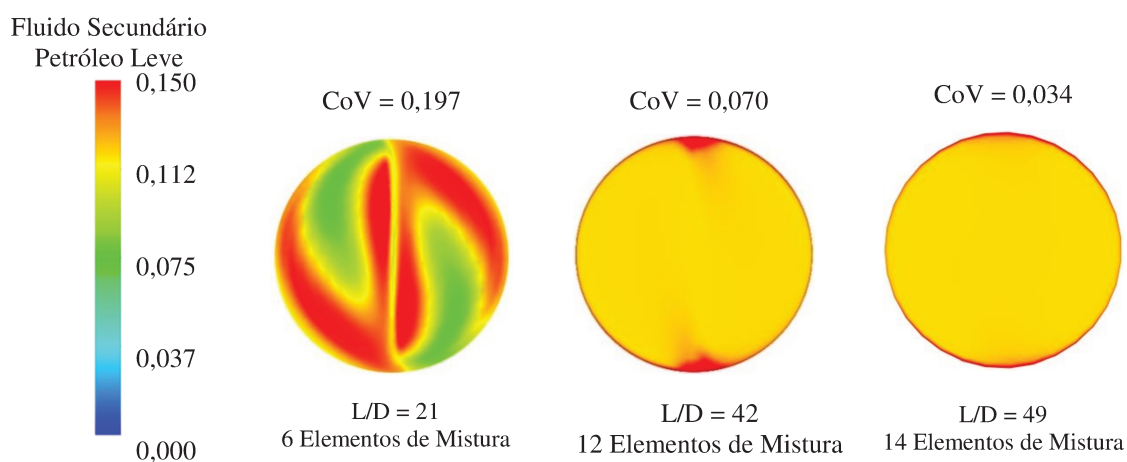 Fluido Secundário
Petróleo Leve
0,150
0,112
0,075
0,037
0,000
CoV = 0,197
L/D = 21
6 Elementos de Mistura
CoV = 0,070
L/D = 42
12 Elementos de Mistura
CoV = 0,034
L/D = 49
14 Elementos de Mistura